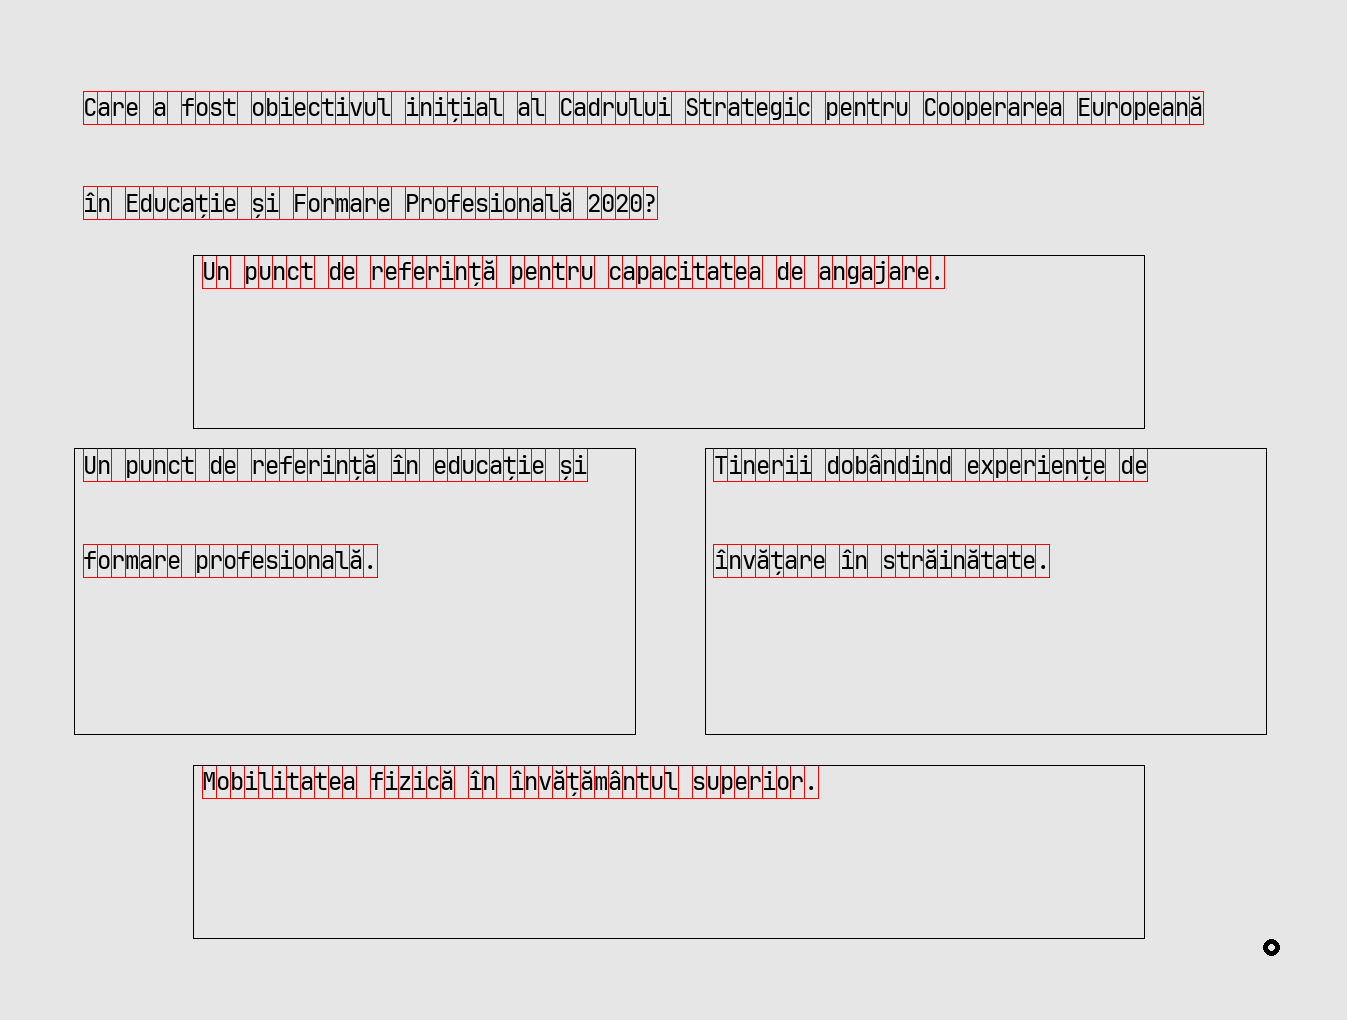 Care a fost obiectivul inițial al Cadrului Strategic pentru Cooperarea Europeană
în Educație și Formare Profesională 2020?
Un punct de referință pentru capacitatea de angajare.
Un punct de referință în educație și
formare profesională.
Tinerii dobândind experiențe de
învățare în străinătate.
Mobilitatea fizică în învățământul superior.